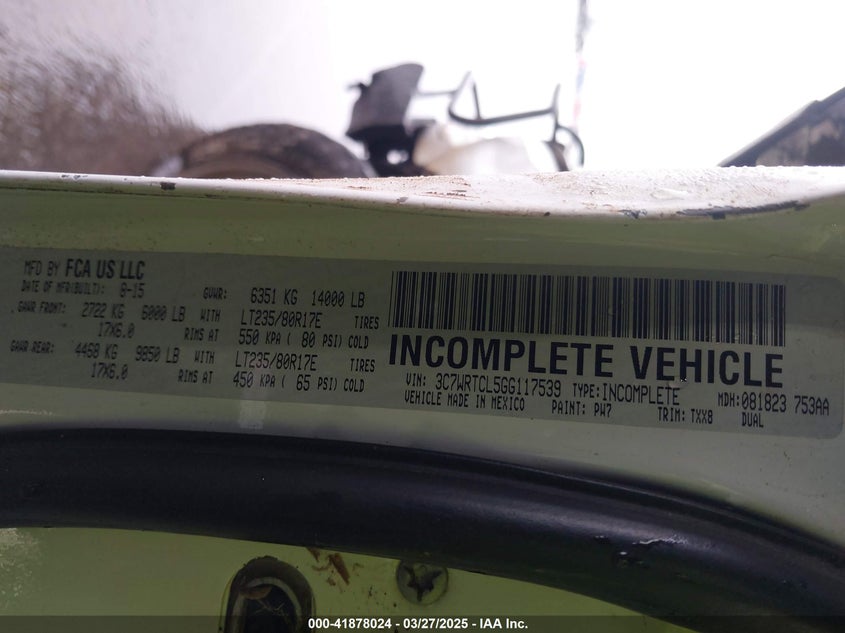 MFD BY FCA US LLC
DATE OF MFR(BUILT): 8-15 GVWR: 6351 KG 14000 LB
GAWR FRONT: 2722 KG 6000 LB WITH LT235/80R17E TIRES
17X6.0 RIMS AT 550 KPA ( 80 PSI) COLD
GAWR REAR: 4468 KG 9850 LB WITH LT235/80R17E TIRES
17X6.0 RIMS AT 450 KPA ( 65 PSI) COLD
INCOMPLETE VEHICLE
VIN: 3C7WRTCL5GG117539 TYPE:INCOMPLETE MDH:081823 753AA
VEHICLE MADE IN MEXICO PAINT: PW7 TRIM: TXX8 DUAL
000-41878024 - 03/27/2025 - IAA Inc.